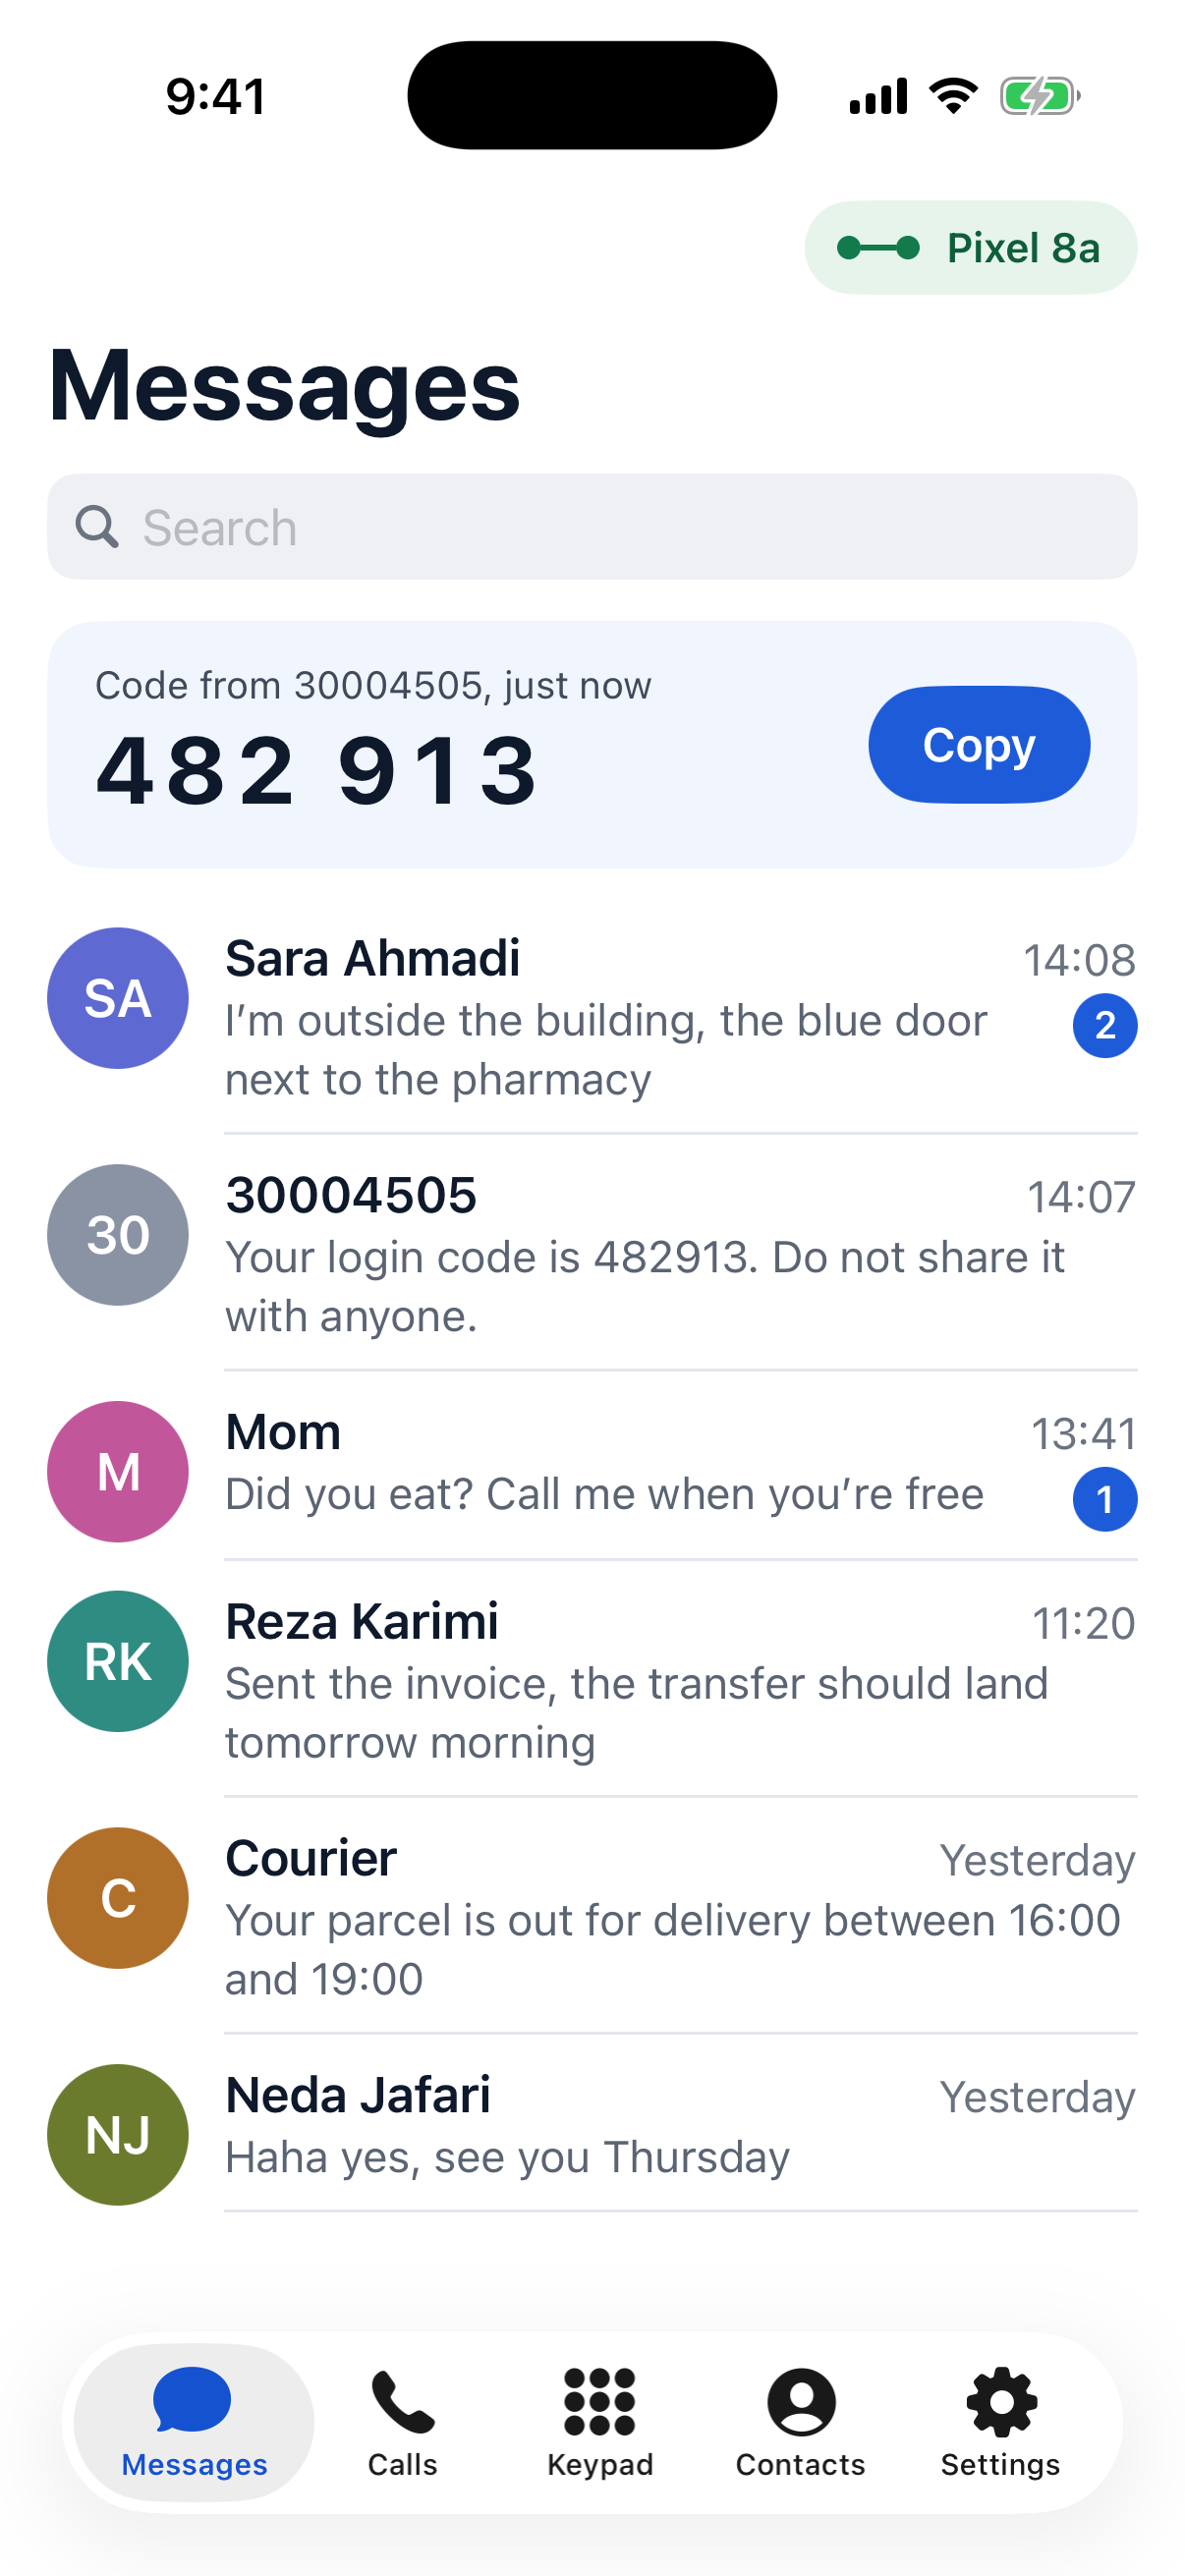 9:41
Pixel 8a
Messages
Search
Code from 30004505, just now
482 913
Copy
SA
Sara Ahmadi
14:08
I’m outside the building, the blue door
2
next to the pharmacy
30
30004505
14:07
Your login code is 482913. Do not share it
with anyone.
M
Mom
13:41
Did you eat? Call me when you’re free
1
RK
Reza Karimi
11:20
Sent the invoice, the transfer should land
tomorrow morning
C
Courier
Yesterday
Your parcel is out for delivery between 16:00
and 19:00
NJ
Neda Jafari
Yesterday
Haha yes, see you Thursday
Messages
Calls
Keypad
Contacts
Settings